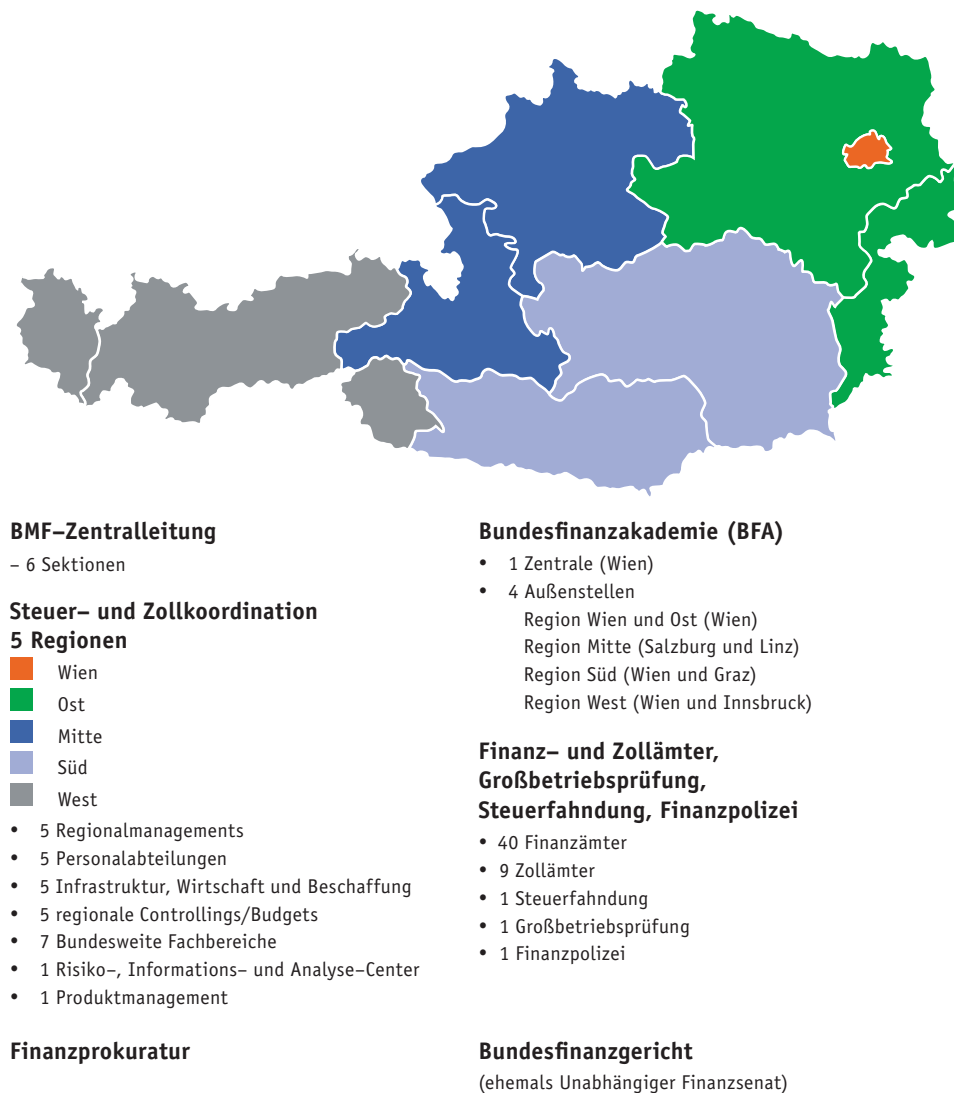 BMF–Zentralleitung
– 6 Sektionen
Steuer– und Zollkoordination
5 Regionen
Wien
Ost
Mitte
Süd
West
• 5 Regionalmanagements
• 5 Personalabteilungen
• 5 Infrastruktur, Wirtschaft und Beschaffung
• 5 regionale Controllings/Budgets
• 7 Bundesweite Fachbereiche
• 1 Risiko–, Informations– und Analyse–Center
• 1 Produktmanagement
Finanzprokuratur
Bundesfinanzakademie (BFA)
• 1 Zentrale (Wien)
• 4 Außenstellen
Region Wien und Ost (Wien)
Region Mitte (Salzburg und Linz)
Region Süd (Wien und Graz)
Region West (Wien und Innsbruck)
Finanz– und Zollämter,
Großbetriebsprüfung,
Steuerfahndung, Finanzpolizei
• 40 Finanzämter
• 9 Zollämter
• 1 Steuerfahndung
• 1 Großbetriebsprüfung
• 1 Finanzpolizei
Bundesfinanzgericht
(ehemals Unabhängiger Finanzsenat)